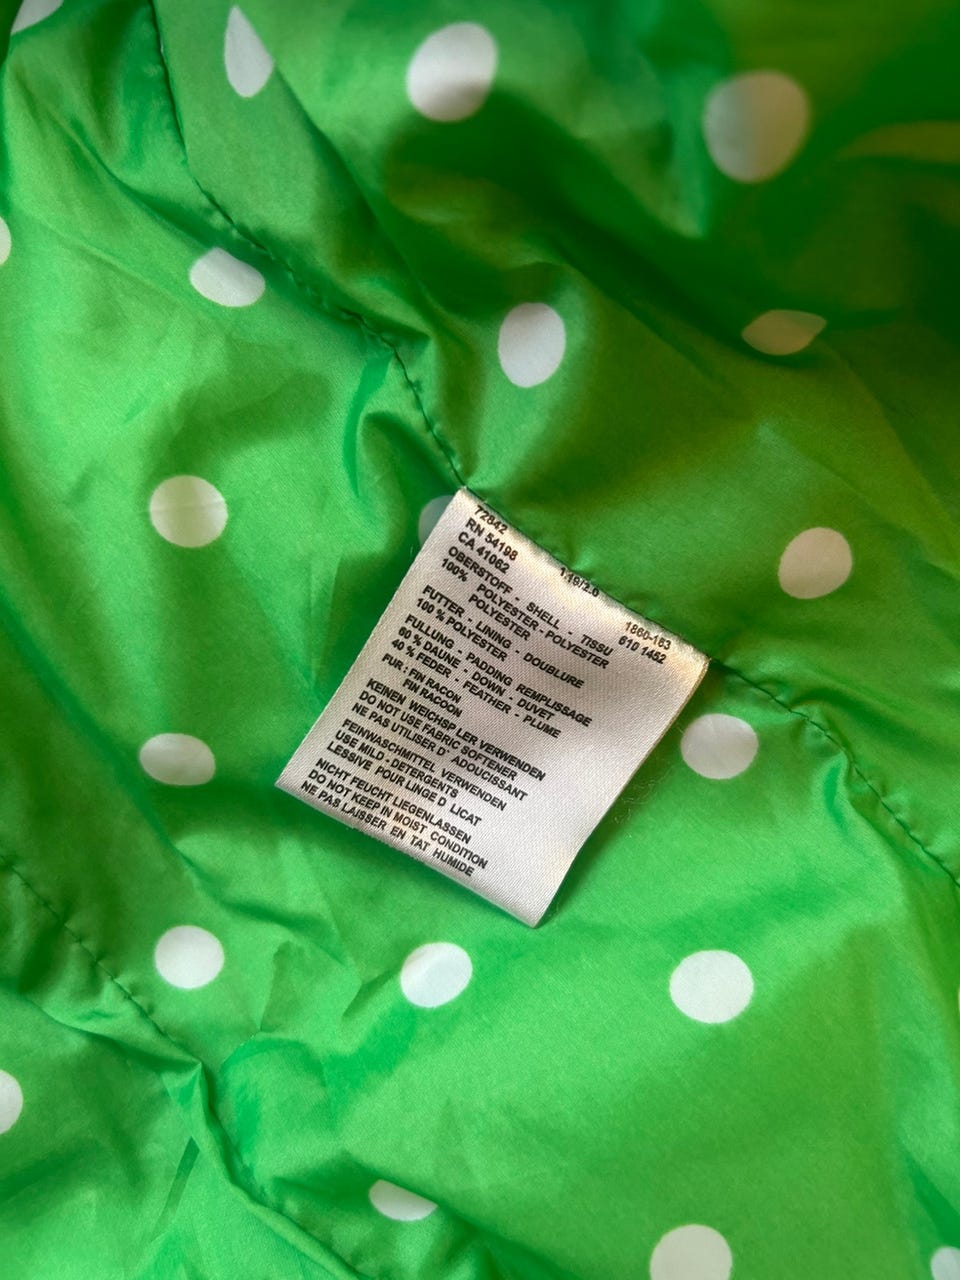 72842
RN 54198
CA 41062
149/2.0
1860-163
610 1452
OBERSTOFF - SHELL - TISSU
100% POLYESTER - POLYESTER
POLYESTER
FUTTER - LINING - DOUBLURE
100 % POLYESTER
FULLUNG - PADDING REMPLISSAGE
60 % DAUNE - DOWN - DUVET
40 % FEDER - FEATHER - PLUME
FUR : FIN RACON
FIN RACOON
KEINEN WEICHSP LER VERWENDEN
DO NOT USE FABRIC SOFTENER
NE PAS UTILISER D' ADOUCISSANT
FEINWASCHMITTEL VERWENDEN
USE MILD - DETERGENTS
LESSIVE POUR LINGE D LICAT
NICHT FEUCHT LIEGENLASSEN
DO NOT KEEP IN MOIST CONDITION
NE PAS LAISSER EN TAT HUMIDE